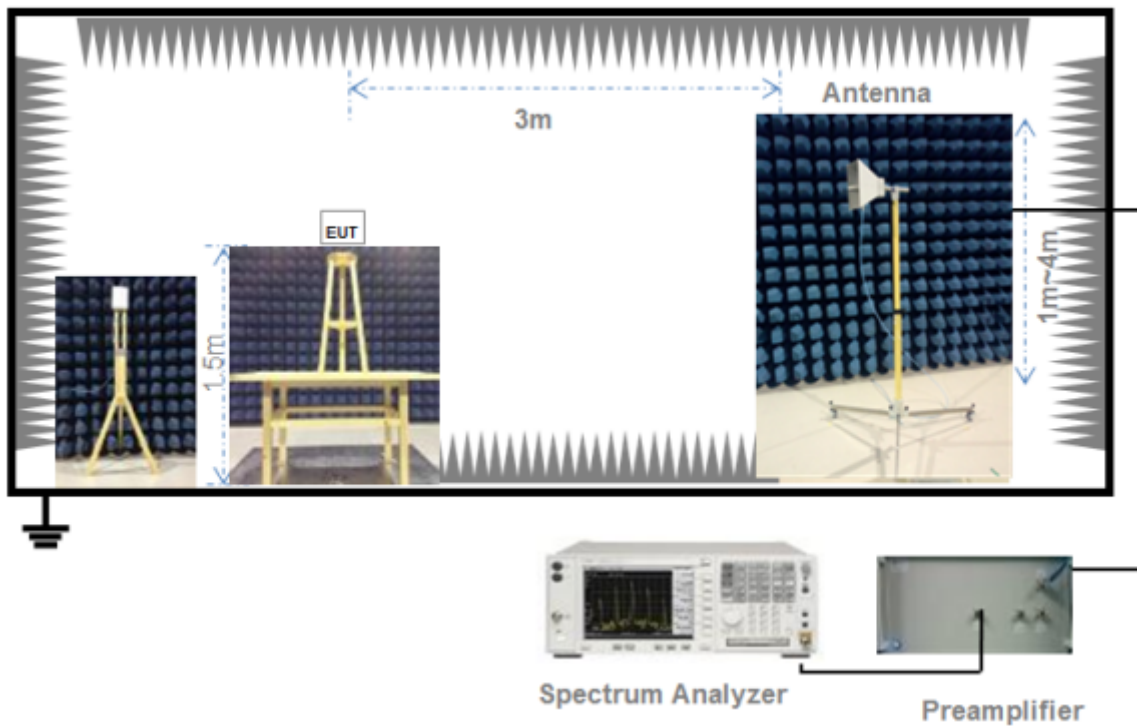 Antenna
3m
EUT
1.5m
1m~4m
Spectrum Analyzer
Preamplifier